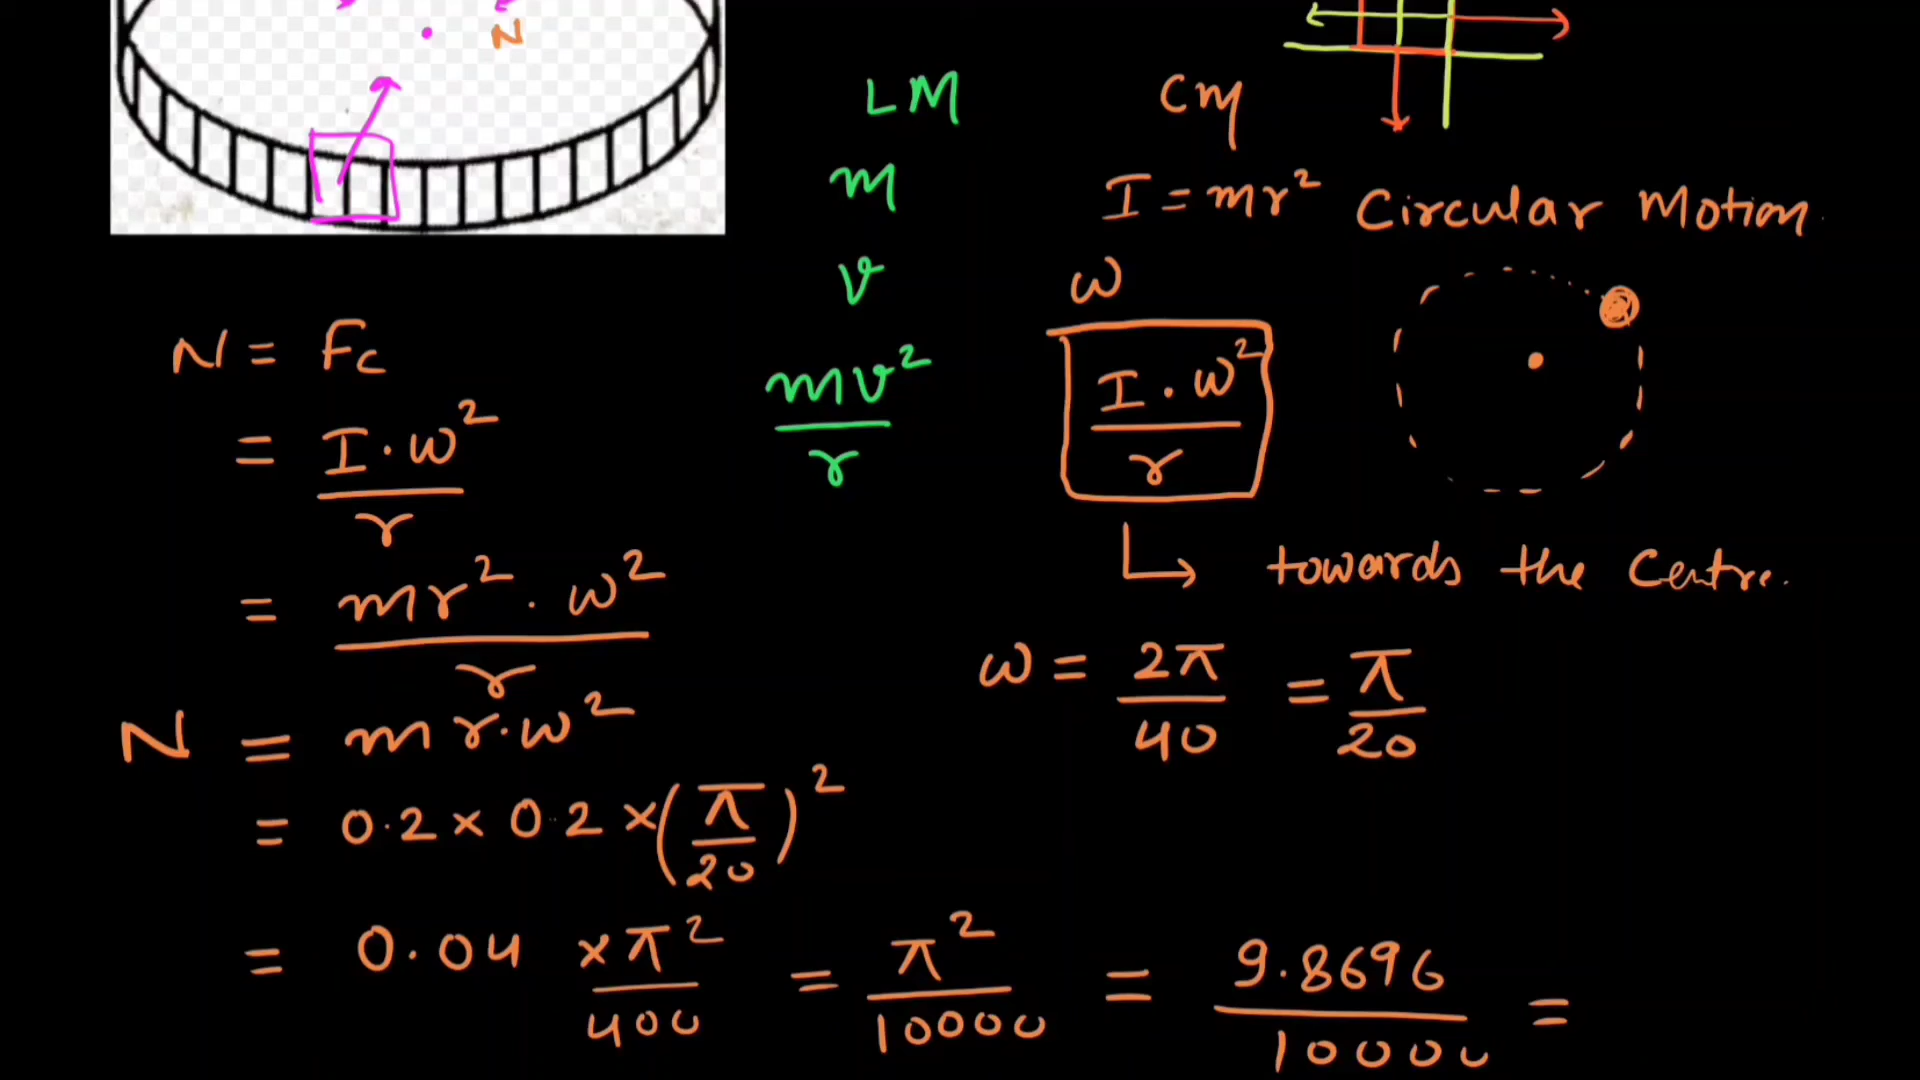 N
LM
CM
m
I = mr² Circular Motion.
v
ω
N = Fc
mv²/r
I·ω²/r
= I·ω²/r
↳ towards the Centre.
= mr²·ω²/r
ω = 2π/40 = π/20
N = mr·ω²
= 0.2 × 0.2 × (π/20)²
= 0.04 × π²/400 = π²/10000 = 9.8696/10000 =